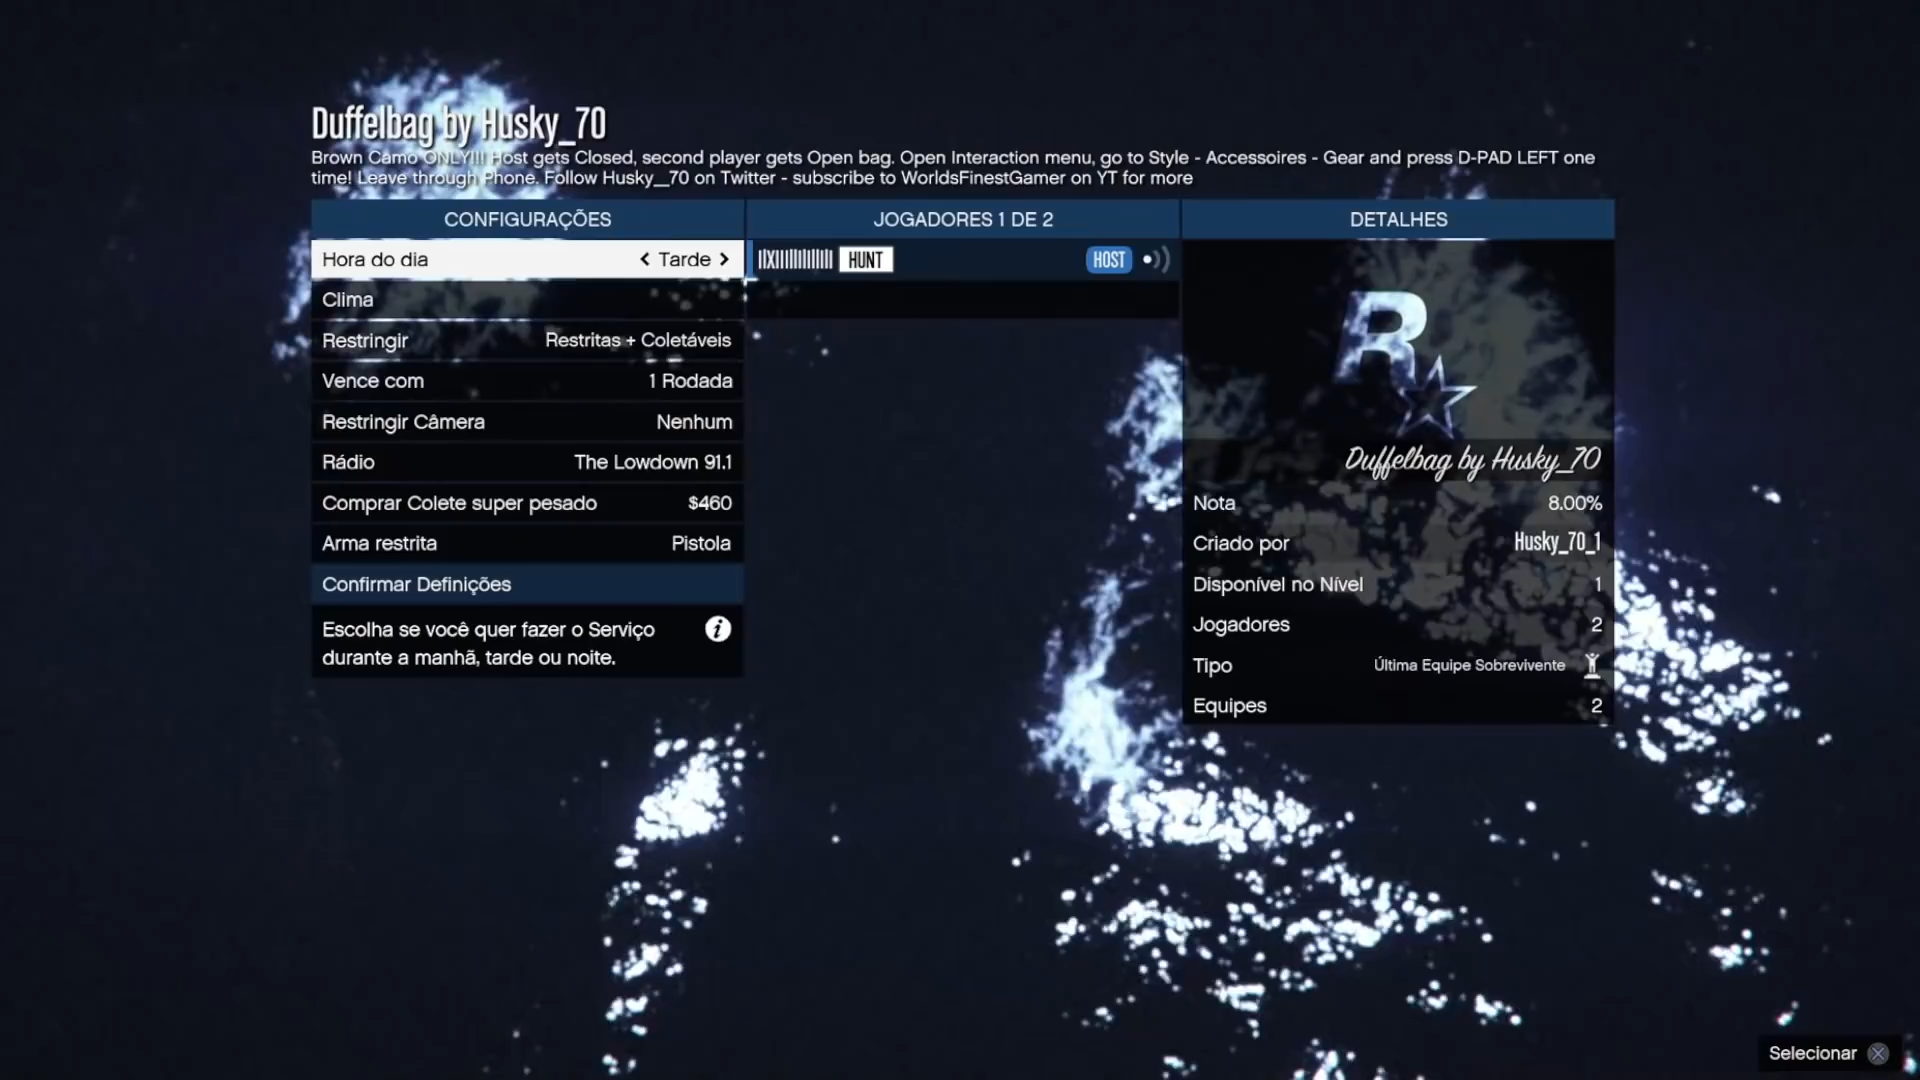 Duffelbag by Husky_70
Brown Camo ONLY!!! Host gets Closed, second player gets Open bag. Open Interaction menu, go to Style - Accessoires - Gear and press D-PAD LEFT one
time! Leave through Phone. Follow Husky__70 on Twitter - subscribe to WorldsFinestGamer on YT for more
CONFIGURAÇÕES
Hora do dia < Tarde >
Clima
Restringir Restritas + Coletáveis
Vence com 1 Rodada
Restringir Câmera Nenhum
Rádio The Lowdown 91.1
Comprar Colete super pesado $460
Arma restrita Pistola
Confirmar Definições
Escolha se você quer fazer o Serviço
durante a manhã, tarde ou noite.
JOGADORES 1 DE 2
HUNT HOST
DETALHES
R
Duffelbag by Husky_70
Nota 8.00%
Criado por Husky_70_1
Disponível no Nível 1
Jogadores 2
Tipo Última Equipe Sobrevivente
Equipes 2
Selecionar